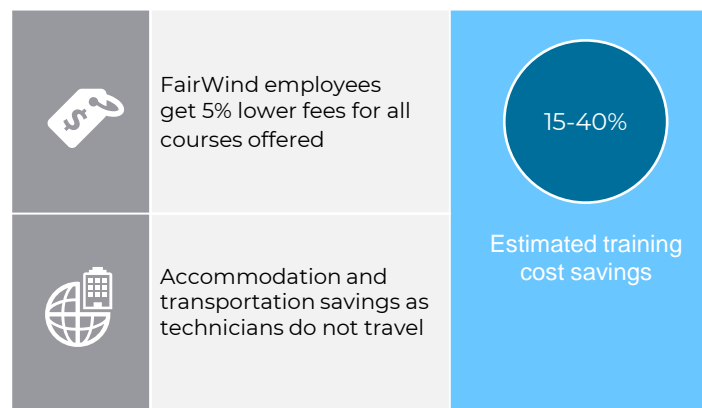 FairWind employees
get 5% lower fees for all
courses offered
15-40%
Estimated training
cost savings
Accommodation and
transportation savings as
technicians do not travel